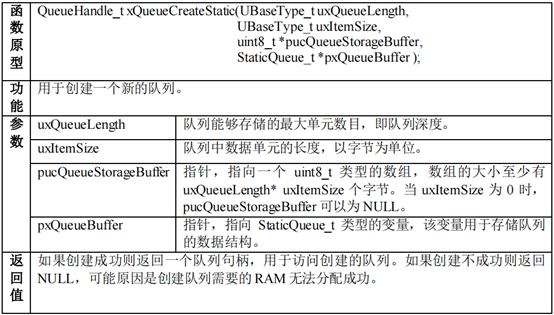 函数原型
QueueHandle_t xQueueCreateStatic(UBaseType_t uxQueueLength,
UBaseType_t uxItemSize,
uint8_t *pucQueueStorageBuffer,
StaticQueue_t *pxQueueBuffer );
功能
用于创建一个新的队列。
参数
uxQueueLength
队列能够存储的最大单元数目，即队列深度。
uxItemSize
队列中数据单元的长度，以字节为单位。
pucQueueStorageBuffer
指针，指向一个 uint8_t 类型的数组，数组的大小至少有
uxQueueLength* uxItemSize 个字节。当 uxItemSize 为 0 时，
pucQueueStorageBuffer 可以为 NULL。
pxQueueBuffer
指针，指向 StaticQueue_t 类型的变量，该变量用于存储队列
的数据结构。
返回值
如果创建成功则返回一个队列句柄，用于访问创建的队列。如果创建不成功则返回
NULL，可能原因是创建队列需要的 RAM 无法分配成功。